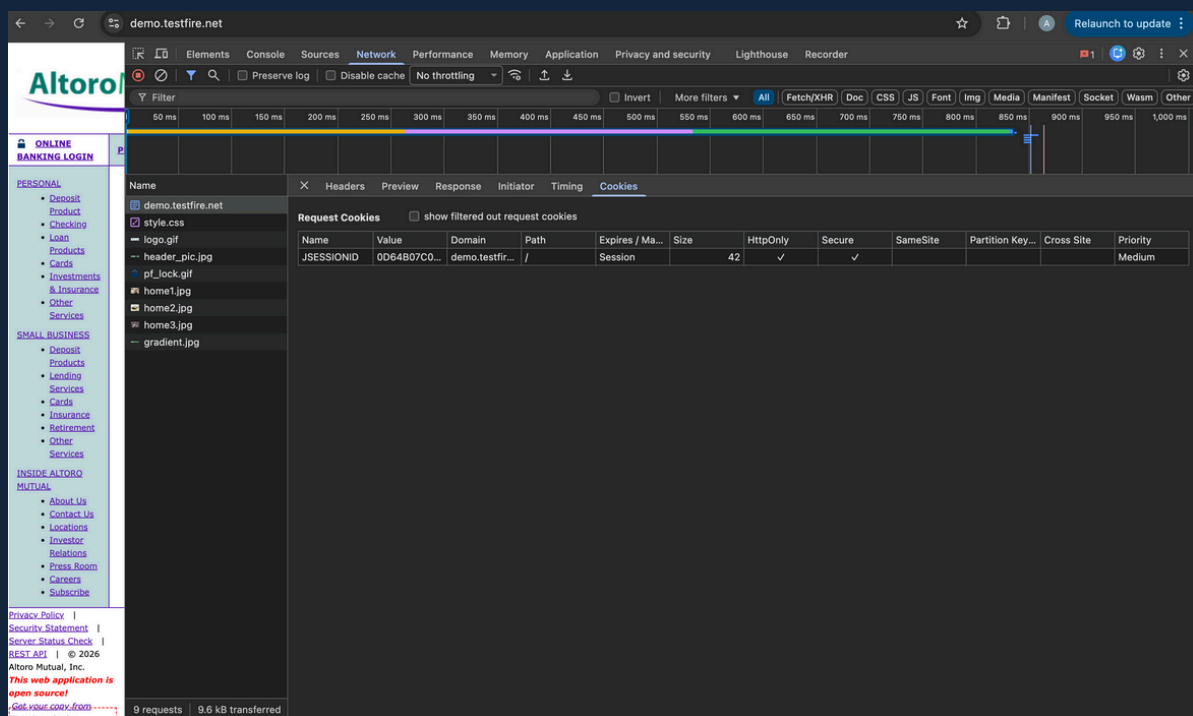 demo.testfire.net
A
Relaunch to update
Elements Console Sources Network Performance Memory Application Privacy and security Lighthouse Recorder
1
Preserve log Disable cache No throttling
Filter
Invert More filters All Fetch/XHR Doc CSS JS Font Img Media Manifest Socket Wasm Other
50 ms 100 ms 150 ms 200 ms 250 ms 300 ms 350 ms 400 ms 450 ms 500 ms 550 ms 600 ms 650 ms 700 ms 750 ms 800 ms 850 ms 900 ms 950 ms 1,000 ms
AltoroM
ONLINE
BANKING LOGIN
P
PERSONAL
Deposit
Product
Checking
Loan
Products
Cards
Investments
& Insurance
Other
Services
SMALL BUSINESS
Deposit
Products
Lending
Services
Cards
Insurance
Retirement
Other
Services
INSIDE ALTORO
MUTUAL
About Us
Contact Us
Locations
Investor
Relations
Press Room
Careers
Subscribe
Privacy Policy |
Security Statement |
Server Status Check |
REST API | © 2026
Altoro Mutual, Inc.
This web application is
open source!
Get your copy from
Name
demo.testfire.net
style.css
logo.gif
header_pic.jpg
pf_lock.gif
home1.jpg
home2.jpg
home3.jpg
gradient.jpg
9 requests 9.6 kB transferred
Headers Preview Response Initiator Timing Cookies
Request Cookies show filtered out request cookies
Name Value Domain Path Expires / Ma... Size HttpOnly Secure SameSite Partition Key... Cross Site Priority
JSESSIONID 0D64B07C0... demo.testfir... / Session 42 ✓ ✓ Medium